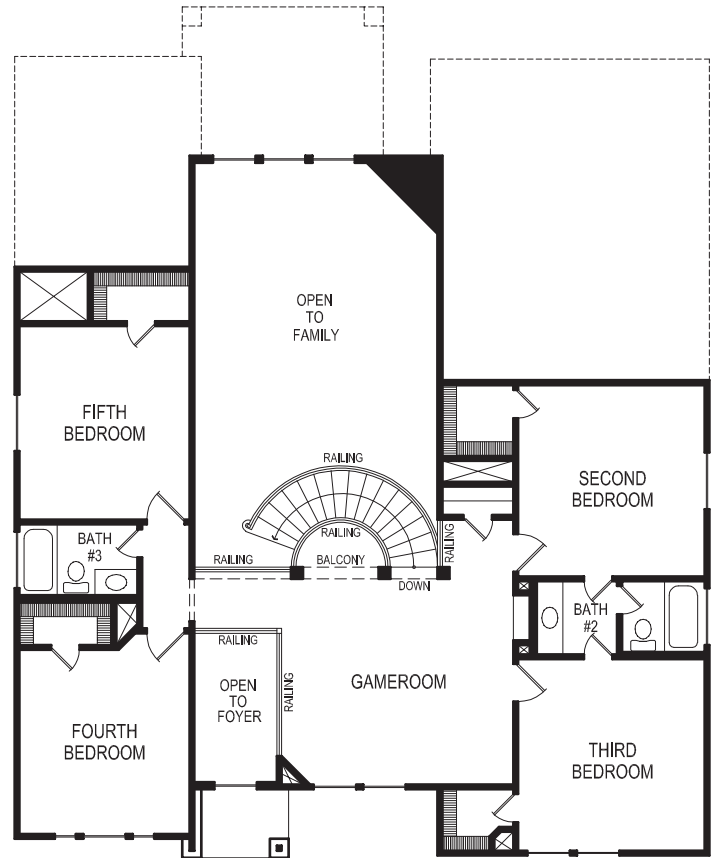 OPEN
TO
FAMILY
FIFTH
BEDROOM
RAILING
SECOND
BEDROOM
RAILING
RAILING
BATH
#3
RAILING
BALCONY
DOWN
BATH
#2
RAILING
OPEN
TO
FOYER
RAILING
GAMEROOM
FOURTH
BEDROOM
THIRD
BEDROOM